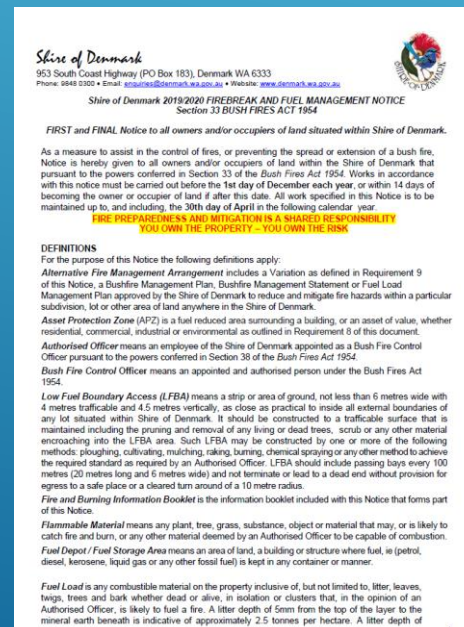 Shire of Denmark
953 South Coast Highway (PO Box 183), Denmark WA 6333
Phone: 9848 0300 • Email: enquiries@denmark.wa.gov.au • Website: www.denmark.wa.gov.au
SHIRE OF DENMARK
Shire of Denmark 2019/2020 FIREBREAK AND FUEL MANAGEMENT NOTICE
Section 33 BUSH FIRES ACT 1954
FIRST and FINAL Notice to all owners and/or occupiers of land situated within Shire of Denmark.
As a measure to assist in the control of fires, or preventing the spread or extension of a bush fire,
Notice is hereby given to all owners and/or occupiers of land within the Shire of Denmark that
pursuant to the powers conferred in Section 33 of the Bush Fires Act 1954. Works in accordance
with this notice must be carried out before the 1st day of December each year, or within 14 days of
becoming the owner or occupier of land if after this date. All work specified in this Notice is to be
maintained up to, and including, the 30th day of April in the following calendar year.
FIRE PREPAREDNESS AND MITIGATION IS A SHARED RESPONSIBILITY
YOU OWN THE PROPERTY – YOU OWN THE RISK
DEFINITIONS
For the purpose of this Notice the following definitions apply:
Alternative Fire Management Arrangement includes a Variation as defined in Requirement 9
of this Notice, a Bushfire Management Plan, Bushfire Management Statement or Fuel Load
Management Plan approved by the Shire of Denmark to reduce and mitigate fire hazards within a particular
subdivision, lot or other area of land anywhere in the Shire of Denmark.
Asset Protection Zone (APZ) is a fuel reduced area surrounding a building, or an asset of value, whether
residential, commercial, industrial or environmental as outlined in Requirement 8 of this document.
Authorised Officer means an employee of the Shire of Denmark appointed as a Bush Fire Control
Officer pursuant to the powers conferred in Section 38 of the Bush Fires Act 1954.
Bush Fire Control Officer means an appointed and authorised person under the Bush Fires Act
1954.
Low Fuel Boundary Access (LFBA) means a strip or area of ground, not less than 6 metres wide with
4 metres trafficable and 4.5 metres vertically, as close as practical to inside all external boundaries of
any lot situated within Shire of Denmark. It should be constructed to a trafficable surface that is
maintained including the pruning and removal of any living or dead trees, scrub or any other material
encroaching into the LFBA area. Such LFBA may be constructed by one or more of the following
methods: ploughing, cultivating, mulching, raking, burning, chemical spraying or any other method to achieve
the required standard as required by an Authorised Officer. LFBA should include passing bays every 100
metres (20 metres long and 6 metres wide) and not terminate or lead to a dead end without provision for
egress to a safe place or a cleared turn around of a 10 metre radius.
Fire and Burning Information Booklet is the information booklet included with this Notice that forms part
of this Notice.
Flammable Material means any plant, tree, grass, substance, object or material that may, or is likely to
catch fire and burn, or any other material deemed by an Authorised Officer to be capable of combustion.
Fuel Depot / Fuel Storage Area means an area of land, a building or structure where fuel, ie (petrol,
diesel, kerosene, liquid gas or any other fossil fuel) is kept in any container or manner.
Fuel Load is any combustible material on the property inclusive of, but not limited to, litter, leaves,
twigs, trees and bark whether dead or alive, in isolation or clusters that, in the opinion of an
Authorised Officer, is likely to fuel a fire. A litter depth of 5mm from the top of the layer to the
mineral earth beneath is indicative of approximately 2.5 tonnes per hectare. A litter depth of